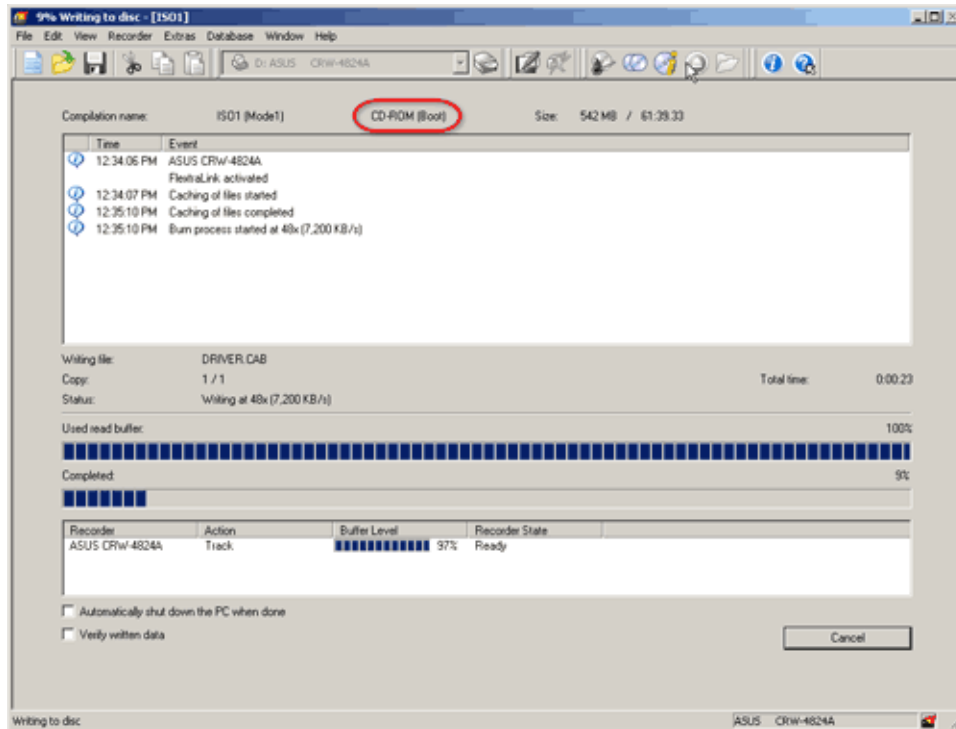 9% Writing to disc - [ISO1]
File Edit View Recorder Extras Database Window Help
D: ASUS CRW-4824A
Compilation name: ISO1 (Mode1) CD-ROM (Boot) Size: 542 MB / 61:39.33
Time Event
12:34:06 PM ASUS CRW-4824A
FlextraLink activated
12:34:07 PM Caching of files started
12:35:10 PM Caching of files completed
12:35:10 PM Burn process started at 48x (7,200 KB/s)
Writing file: DRIVER.CAB
Copy: 1 / 1 Total time: 0:00:23
Status: Writing at 48x (7,200 KB/s)
Used read buffer: 100%
Completed: 9%
Recorder Action Buffer Level Recorder State
ASUS CRW-4824A Track 97% Ready
Automatically shut down the PC when done
Verify written data
Cancel
Writing to disc ASUS CRW-4824A